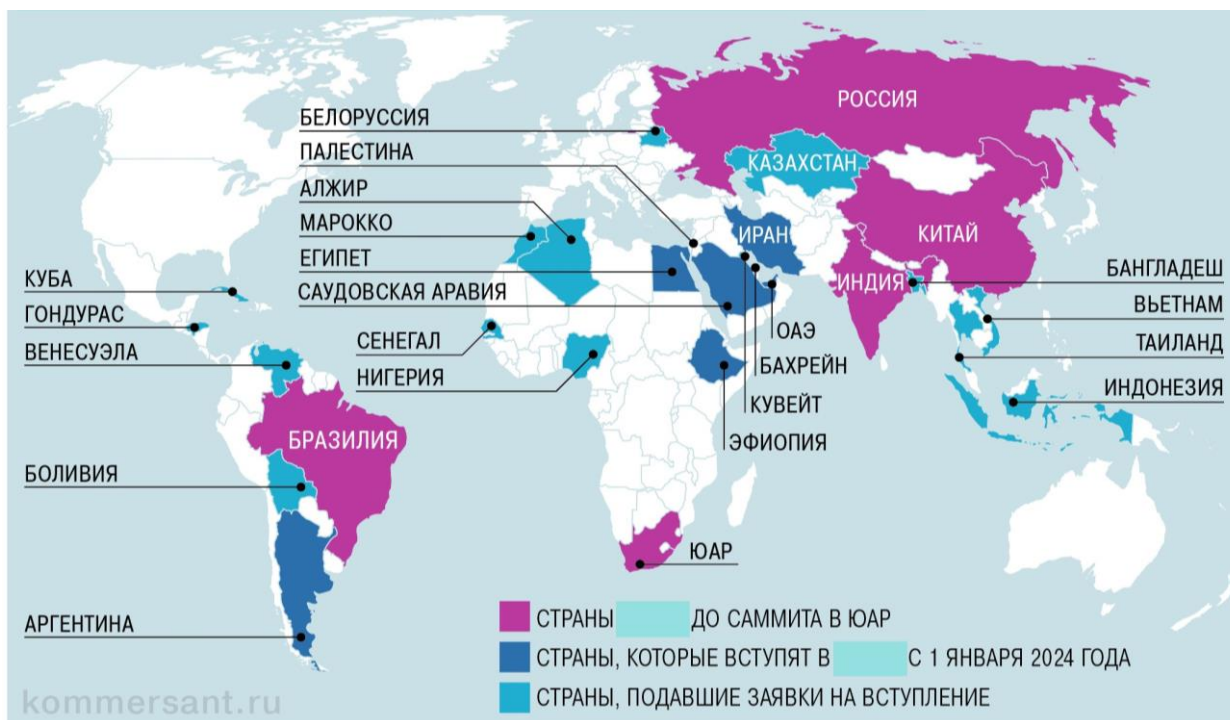 РОССИЯ
БЕЛОРУССИЯ
ПАЛЕСТИНА
КАЗАХСТАН
АЛЖИР
МАРОККО
ИРАН
КИТАЙ
ЕГИПЕТ
БАНГЛАДЕШ
КУБА
ИНДИЯ
САУДОВСКАЯ АРАВИЯ
ГОНДУРАС
ВЬЕТНАМ
ОАЭ
СЕНЕГАЛ
ТАИЛАНД
ВЕНЕСУЭЛА
БАХРЕЙН
НИГЕРИЯ
ИНДОНЕЗИЯ
КУВЕЙТ
БРАЗИЛИЯ
ЭФИОПИЯ
БОЛИВИЯ
ЮАР
АРГЕНТИНА
СТРАНЫ ДО САММИТА В ЮАР
СТРАНЫ, КОТОРЫЕ ВСТУПЯТ В С 1 ЯНВАРЯ 2024 ГОДА
СТРАНЫ, ПОДАВШИЕ ЗАЯВКИ НА ВСТУПЛЕНИЕ
kommersant.ru